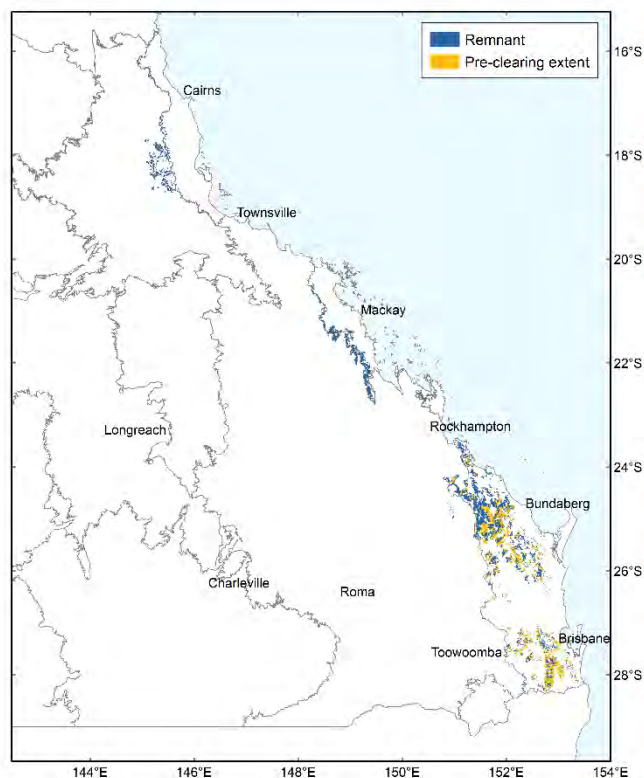 Remnant
Pre-clearing extent
Cairns
18°S
Townsville
20°S
Mackay
22°S
Longreach
Rockhampton
24°S
Bundaberg
Charleville
Roma
26°S
Toowoomba
Brisbane
28°S
144°E
146°E
148°E
150°E
152°E
154°E